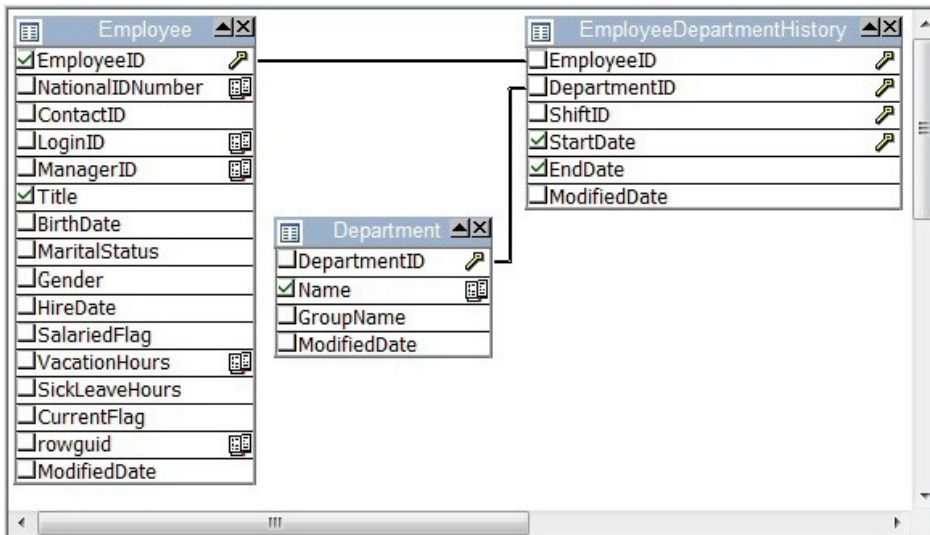 Employee
EmployeeID
NationalIDNumber
ContactID
LoginID
ManagerID
Title
BirthDate
MaritalStatus
Gender
HireDate
SalariedFlag
VacationHours
SickLeaveHours
CurrentFlag
rowguid
ModifiedDate
Department
DepartmentID
Name
GroupName
ModifiedDate
EmployeeDepartmentHistory
EmployeeID
DepartmentID
ShiftID
StartDate
EndDate
ModifiedDate